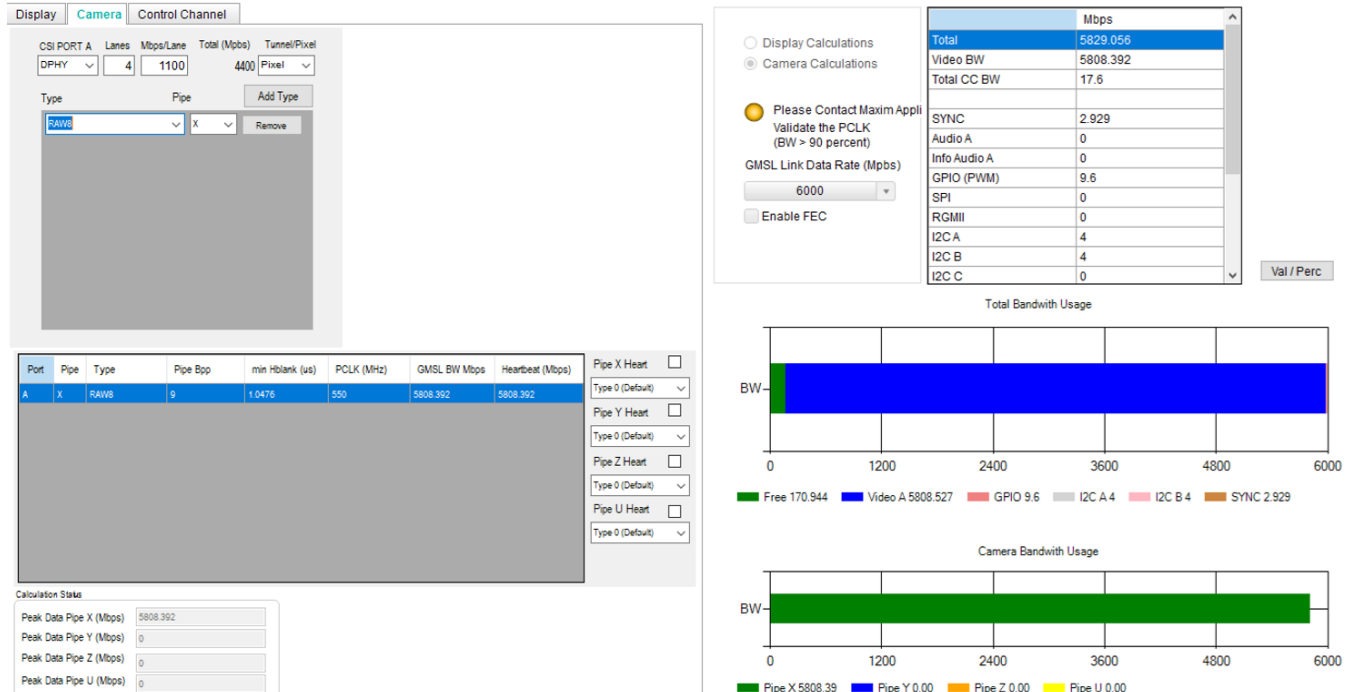 Display Camera Control Channel
CSI PORT A Lanes Mbps/Lane Total (Mpbs) Tunnel/Pixel
DPHY 4 1100 4400 Pixel
Type Pipe Add Type
RAW8 X Remove
Port Pipe Type Pipe Bpp min Hblank (us) PCLK (MHz) GMSL BW Mbps Heartbeat (Mbps)
A X RAW8 9 1.0476 550 5808.392 5808.392
Pipe X Heart
Type 0 (Default)
Pipe Y Heart
Type 0 (Default)
Pipe Z Heart
Type 0 (Default)
Pipe U Heart
Type 0 (Default)
Calculation Status
Peak Data Pipe X (Mbps) 5808.392
Peak Data Pipe Y (Mbps) 0
Peak Data Pipe Z (Mbps) 0
Peak Data Pipe U (Mbps) 0
Display Calculations
Camera Calculations
Please Contact Maxim Appli
Validate the PCLK
(BW > 90 percent)
GMSL Link Data Rate (Mpbs)
6000
Enable FEC
Mbps
Total 5829.056
Video BW 5808.392
Total CC BW 17.6
SYNC 2.929
Audio A 0
Info Audio A 0
GPIO (PWM) 9.6
SPI 0
RGMII 0
I2C A 4
I2C B 4
I2C C 0
Val / Perc
Total Bandwith Usage
BW
0 1200 2400 3600 4800 6000
Free 170.944 Video A 5808.527 GPIO 9.6 I2C A 4 I2C B 4 SYNC 2.929
Camera Bandwith Usage
BW
0 1200 2400 3600 4800 6000
Pipe X 5808.39 Pipe Y 0.00 Pipe Z 0.00 Pipe U 0.00